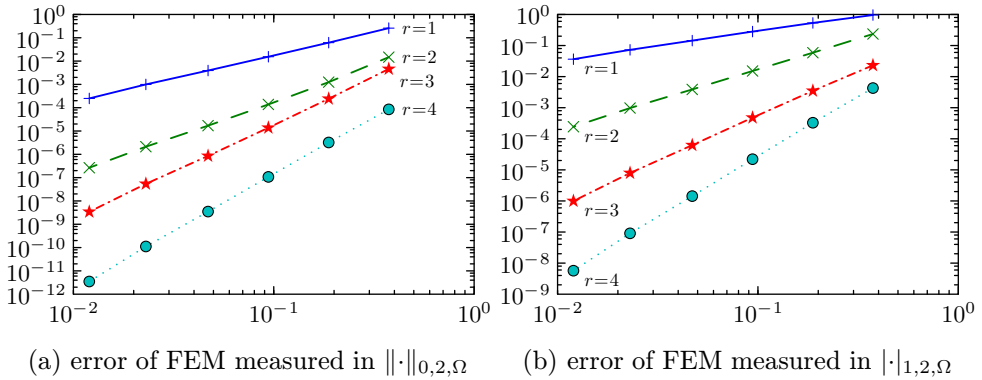 10^0
10^{-1}
10^{-2}
10^{-3}
10^{-4}
10^{-5}
10^{-6}
10^{-7}
10^{-8}
10^{-9}
10^{-10}
10^{-11}
10^{-12}
r=1
r=2
r=3
r=4
10^{-2} 10^{-1} 10^0
(a) error of FEM measured in ‖·‖_{0,2,Ω}
10^0
10^{-1}
10^{-2}
10^{-3}
10^{-4}
10^{-5}
10^{-6}
10^{-7}
10^{-8}
10^{-9}
r=1
r=2
r=3
r=4
10^{-2} 10^{-1} 10^0
(b) error of FEM measured in |·|_{1,2,Ω}